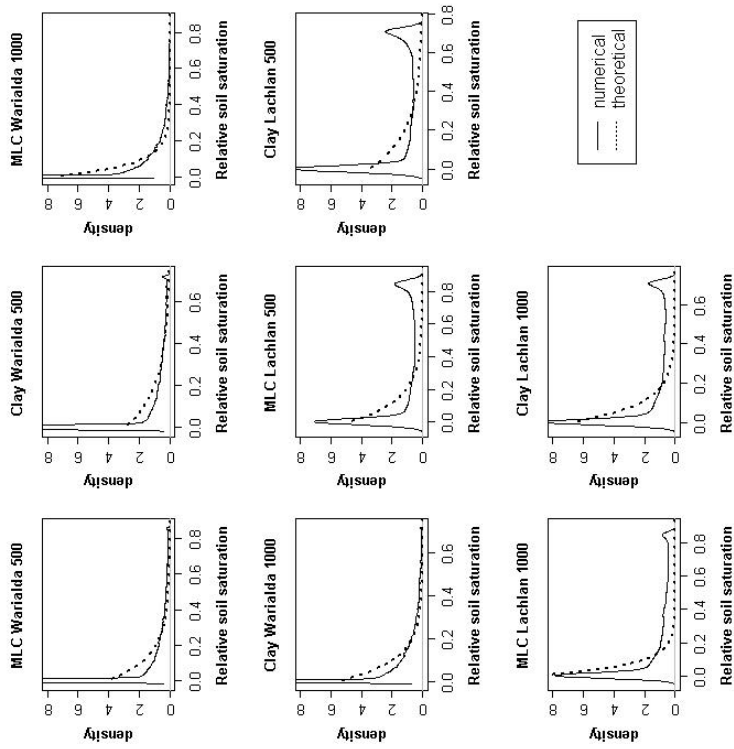 MLC Warialda 500
density
0 2 4 6 8
0.0 0.2 0.4 0.6 0.8
Relative soil saturation
Clay Warialda 500
density
0 2 4 6 8
0.0 0.2 0.4 0.6
Relative soil saturation
MLC Warialda 1000
density
0 2 4 6 8
0.0 0.2 0.4 0.6 0.8
Relative soil saturation
Clay Warialda 1000
density
0 2 4 6 8
0.0 0.2 0.4 0.6
Relative soil saturation
MLC Lachlan 500
density
0 2 4 6 8
0.0 0.2 0.4 0.6 0.8
Relative soil saturation
Clay Lachlan 500
density
0 2 4 6 8
0.0 0.2 0.4 0.6 0.8
Relative soil saturation
MLC Lachlan 1000
density
0 2 4 6 8
0.0 0.2 0.4 0.6 0.8
Relative soil saturation
Clay Lachlan 1000
density
0 2 4 6 8
0.0 0.2 0.4 0.6
Relative soil saturation
numerical
theoretical